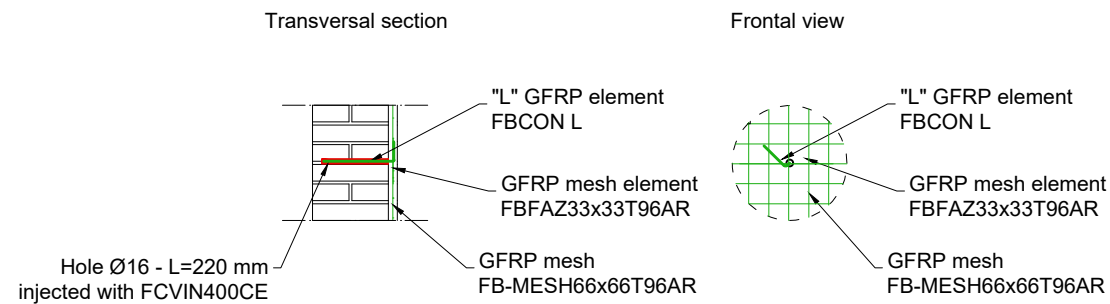 Transversal section
"L" GFRP element
FBCON L
GFRP mesh element
FBFAZ33x33T96AR
GFRP mesh
FB-MESH66x66T96AR
Hole Ø16 - L=220 mm
injected with FCVIN400CE
Frontal view
"L" GFRP element
FBCON L
GFRP mesh element
FBFAZ33x33T96AR
GFRP mesh
FB-MESH66x66T96AR